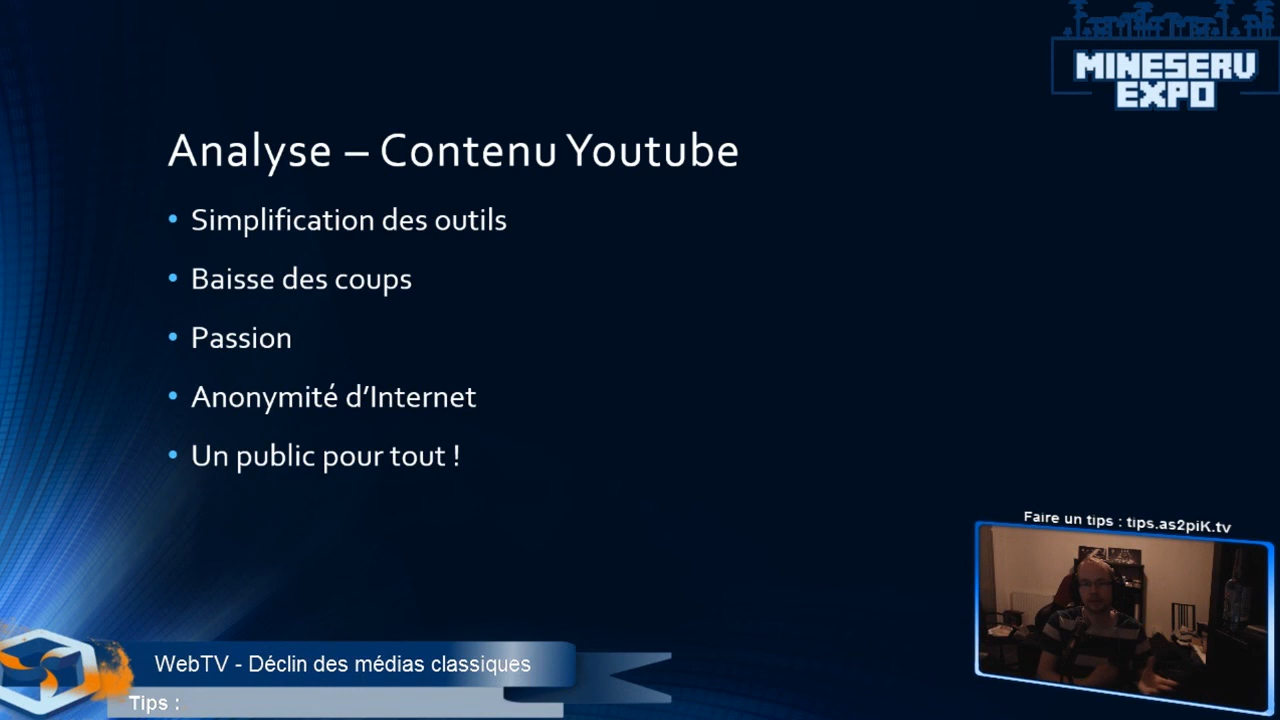 MINESERV
EXPO
Analyse – Contenu Youtube
• Simplification des outils
• Baisse des coups
• Passion
• Anonymité d’Internet
• Un public pour tout !
Faire un tips : tips.as2piK.tv
WebTV - Déclin des médias classiques
Tips :